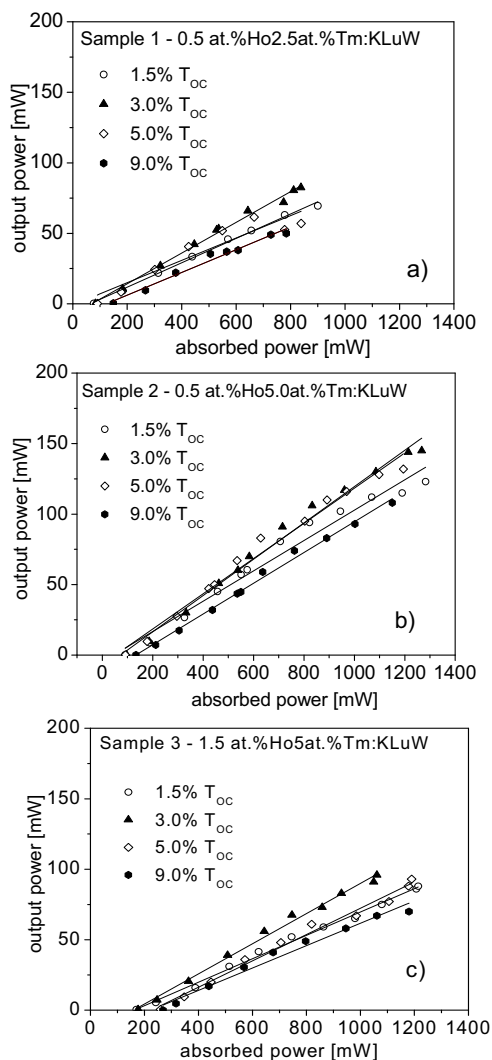 Sample 1 - 0.5 at.%Ho2.5at.%Tm:KLuW
1.5% T_OC
3.0% T_OC
5.0% T_OC
9.0% T_OC
200
150
100
50
0
output power [mW]
a)
0 200 400 600 800 1000 1200 1400
absorbed power [mW]
Sample 2 - 0.5 at.%Ho5.0at.%Tm:KLuW
1.5% T_OC
3.0% T_OC
5.0% T_OC
9.0% T_OC
200
150
100
50
0
output power [mW]
b)
0 200 400 600 800 1000 1200 1400
absorbed power [mW]
Sample 3 - 1.5 at.%Ho5at.%Tm:KLuW
1.5% T_OC
3.0% T_OC
5.0% T_OC
9.0% T_OC
200
150
100
50
0
output power [mW]
c)
0 200 400 600 800 1000 1200 1400
absorbed power [mW]